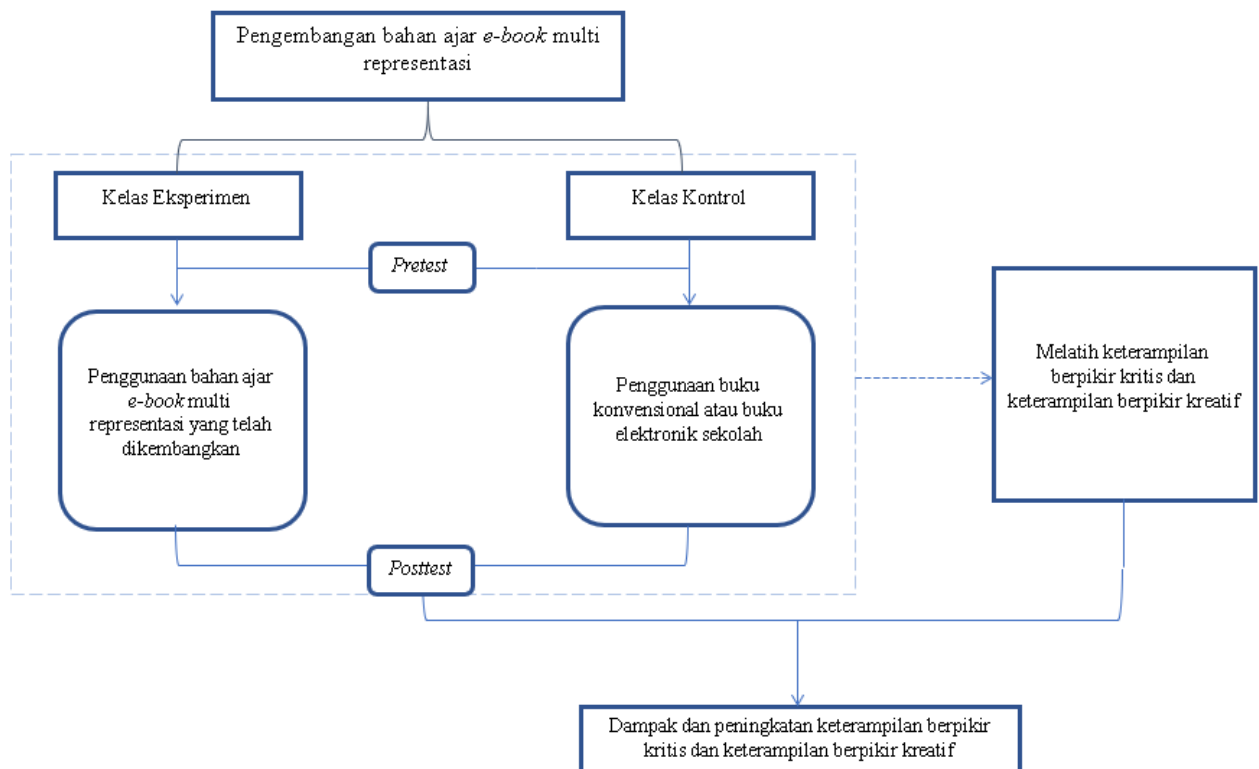 Pengembangan bahan ajar e-book multi
representasi
Kelas Eksperimen
Kelas Kontrol
Pretest
Penggunaan bahan ajar
e-book multi
representasi yang telah
dikembangkan
Penggunaan buku
konvensional atau buku
elektronik sekolah
Melatih keterampilan
berpikir kritis dan
keterampilan berpikir kreatif
Posttest
Dampak dan peningkatan keterampilan berpikir
kritis dan keterampilan berpikir kreatif